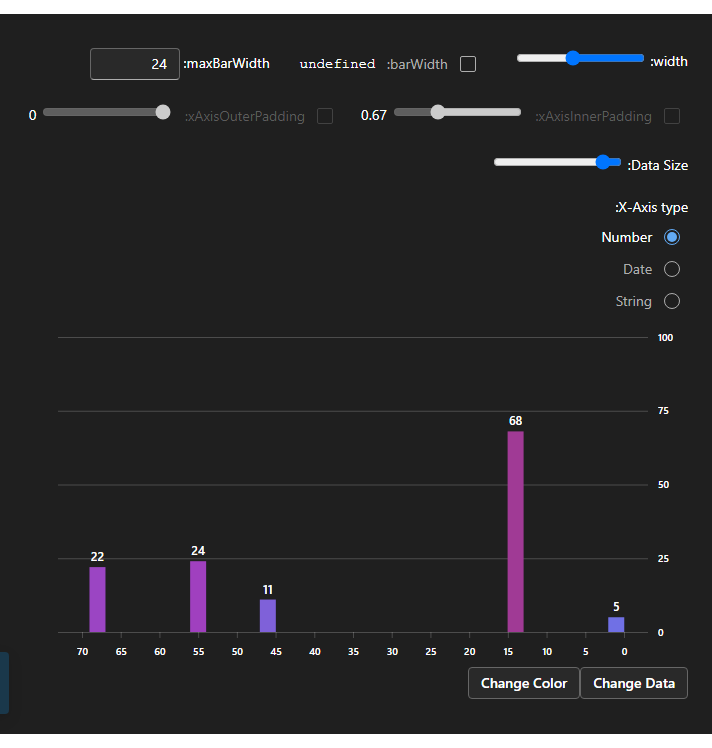 width:
barWidth: undefined
maxBarWidth: 24
xAxisInnerPadding: 0.67
xAxisOuterPadding: 0
Data Size:
X-Axis type:
Number
Date
String
100
75
50
25
0
22
24
11
68
5
70 65 60 55 50 45 40 35 30 25 20 15 10 5 0
Change Color
Change Data